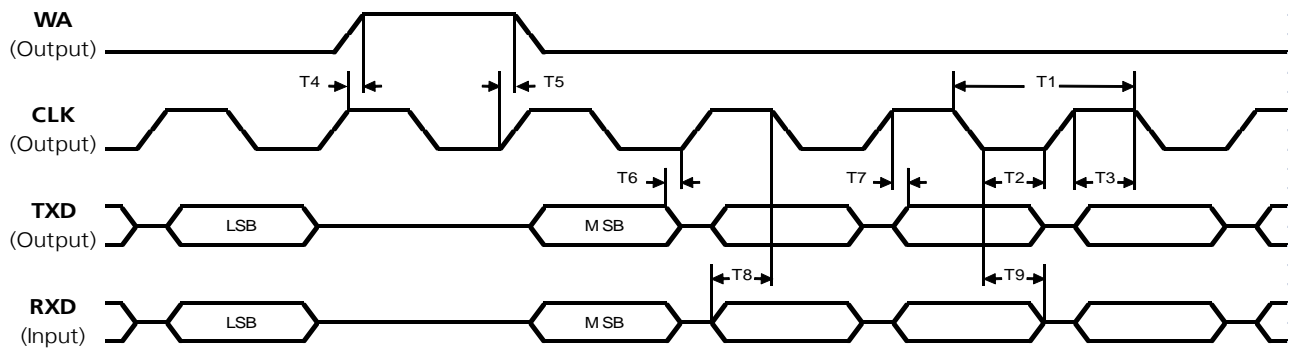 WA
(Output)
T4
T5
T1
CLK
(Output)
T6
T7
T2
T3
TXD
(Output)
LSB
MSB
T8
T9
RXD
(Input)
LSB
MSB